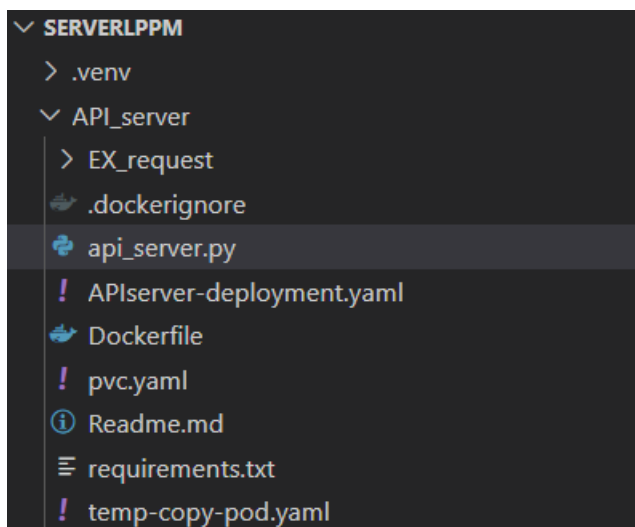 SERVERLPPM
.venv
API_server
EX_request
.dockerignore
api_server.py
! APIserver-deployment.yaml
Dockerfile
! pvc.yaml
Readme.md
requirements.txt
! temp-copy-pod.yaml